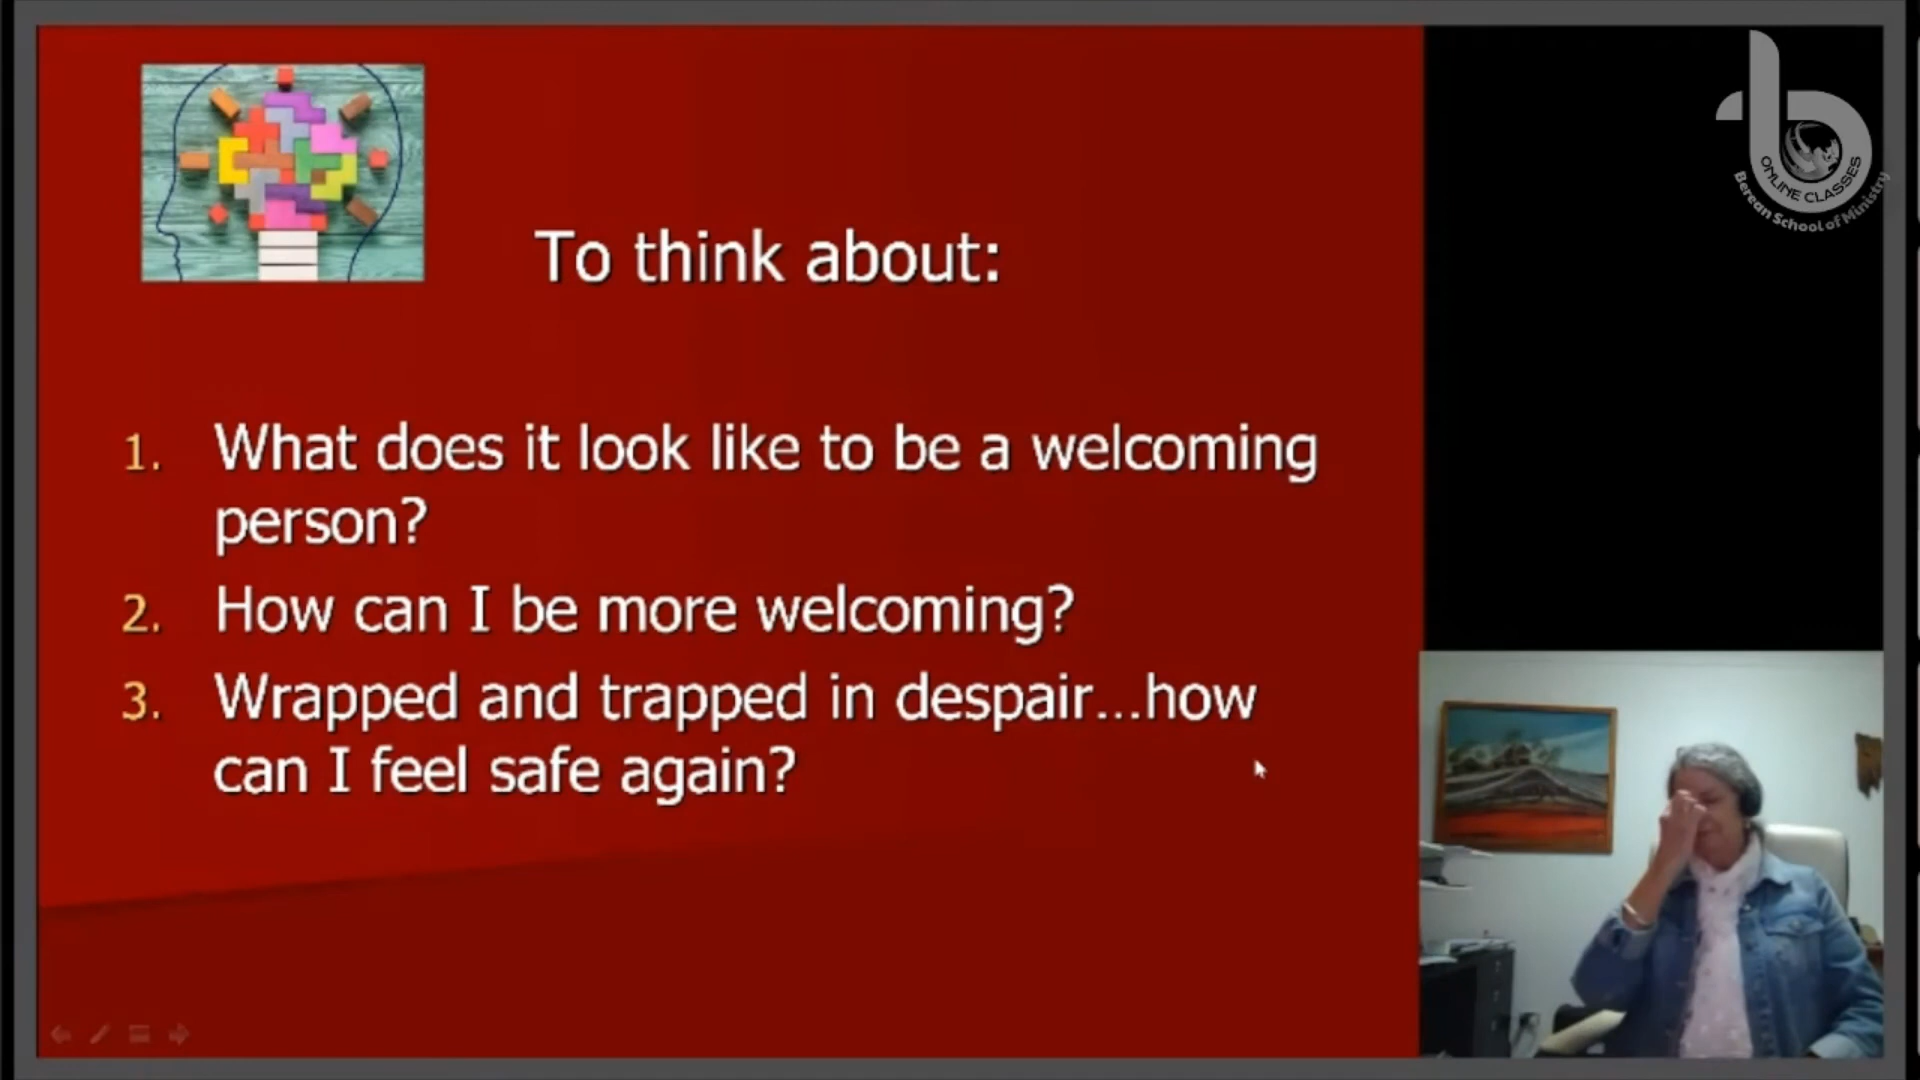 ONLINE CLASSES
Berean School of Ministry
To think about:
1. What does it look like to be a welcoming
person?
2. How can I be more welcoming?
3. Wrapped and trapped in despair...how
can I feel safe again?